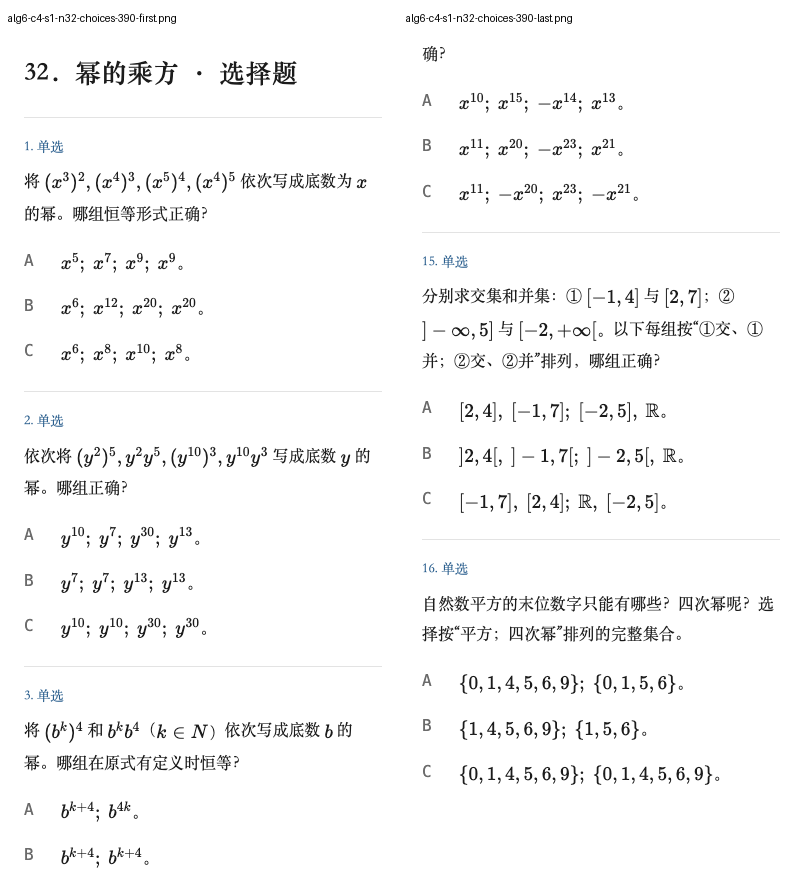 alg6-c4-s1-n32-choices-390-first.png
32. 幂的乘方 · 选择题
1. 单选
将 (x³)², (x⁴)³, (x⁵)⁴, (x⁴)⁵ 依次写成底数为 x
的幂。哪组恒等形式正确?
A x⁵; x⁷; x⁹; x⁹。
B x⁶; x¹²; x²⁰; x²⁰。
C x⁶; x⁸; x¹⁰; x⁸。
2. 单选
依次将 (y²)⁵, y²y⁵, (y¹⁰)³, y¹⁰y³ 写成底数 y 的
幂。哪组正确?
A y¹⁰; y⁷; y³⁰; y¹³。
B y⁷; y⁷; y¹³; y¹³。
C y¹⁰; y¹⁰; y³⁰; y³⁰。
3. 单选
将 (bᵏ)⁴ 和 bᵏb⁴（k ∈ N）依次写成底数 b 的
幂。哪组在原式有定义时恒等?
A bᵏ⁺⁴; b⁴ᵏ。
B bᵏ⁺⁴; bᵏ⁺⁴。
alg6-c4-s1-n32-choices-390-last.png
确?
A x¹⁰; x¹⁵; −x¹⁴; x¹³。
B x¹¹; x²⁰; −x²³; x²¹。
C x¹¹; −x²⁰; x²³; −x²¹。
15. 单选
分别求交集和并集: ① [−1, 4] 与 [2, 7]; ②
] − ∞, 5] 与 [−2, +∞[。以下每组按“①交、①
并; ②交、②并”排列, 哪组正确?
A [2, 4], [−1, 7]; [−2, 5], ℝ。
B ]2, 4[, ] − 1, 7[; ] − 2, 5[, ℝ。
C [−1, 7], [2, 4]; ℝ, [−2, 5]。
16. 单选
自然数平方的末位数字只能有哪些? 四次幂呢? 选
择按“平方; 四次幂”排列的完整集合。
A {0, 1, 4, 5, 6, 9}; {0, 1, 5, 6}。
B {1, 4, 5, 6, 9}; {1, 5, 6}。
C {0, 1, 4, 5, 6, 9}; {0, 1, 4, 5, 6, 9}。